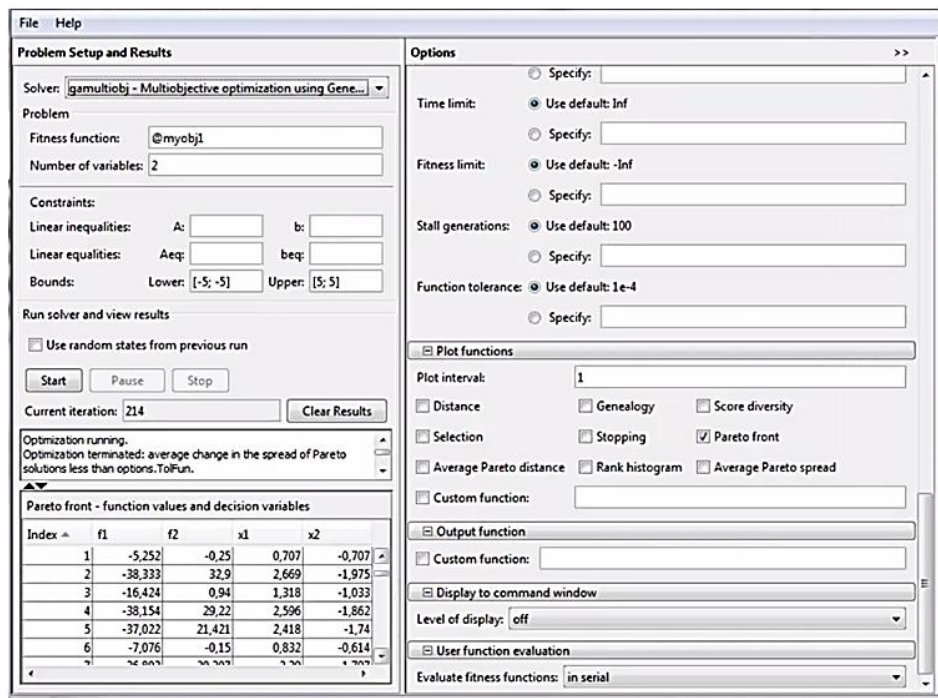 File Help
Problem Setup and Results
Solver: gamultiobj - Multiobjective optimization using Gene...
Problem
Fitness function: @myobj1
Number of variables: 2
Constraints:
Linear inequalities: A: b:
Linear equalities: Aeq: beq:
Bounds: Lower: [-5; -5] Upper: [5; 5]
Run solver and view results
Use random states from previous run
Start Pause Stop
Current iteration: 214 Clear Results
Optimization running.
Optimization terminated: average change in the spread of Pareto
solutions less than options.TolFun.
Pareto front - function values and decision variables
Index f1 f2 x1 x2
1 -5,252 -0,25 0,707 -0,707
2 -38,333 32,9 2,669 -1,975
3 -16,424 0,94 1,318 -1,033
4 -38,154 29,22 2,596 -1,862
5 -37,022 21,421 2,418 -1,74
6 -7,076 -0,15 0,832 -0,614
Options >>
Specify:
Time limit: Use default: Inf
Specify:
Fitness limit: Use default: -Inf
Specify:
Stall generations: Use default: 100
Specify:
Function tolerance: Use default: 1e-4
Specify:
Plot functions
Plot interval: 1
Distance Genealogy Score diversity
Selection Stopping Pareto front
Average Pareto distance Rank histogram Average Pareto spread
Custom function:
Output function
Custom function:
Display to command window
Level of display: off
User function evaluation
Evaluate fitness functions: in serial